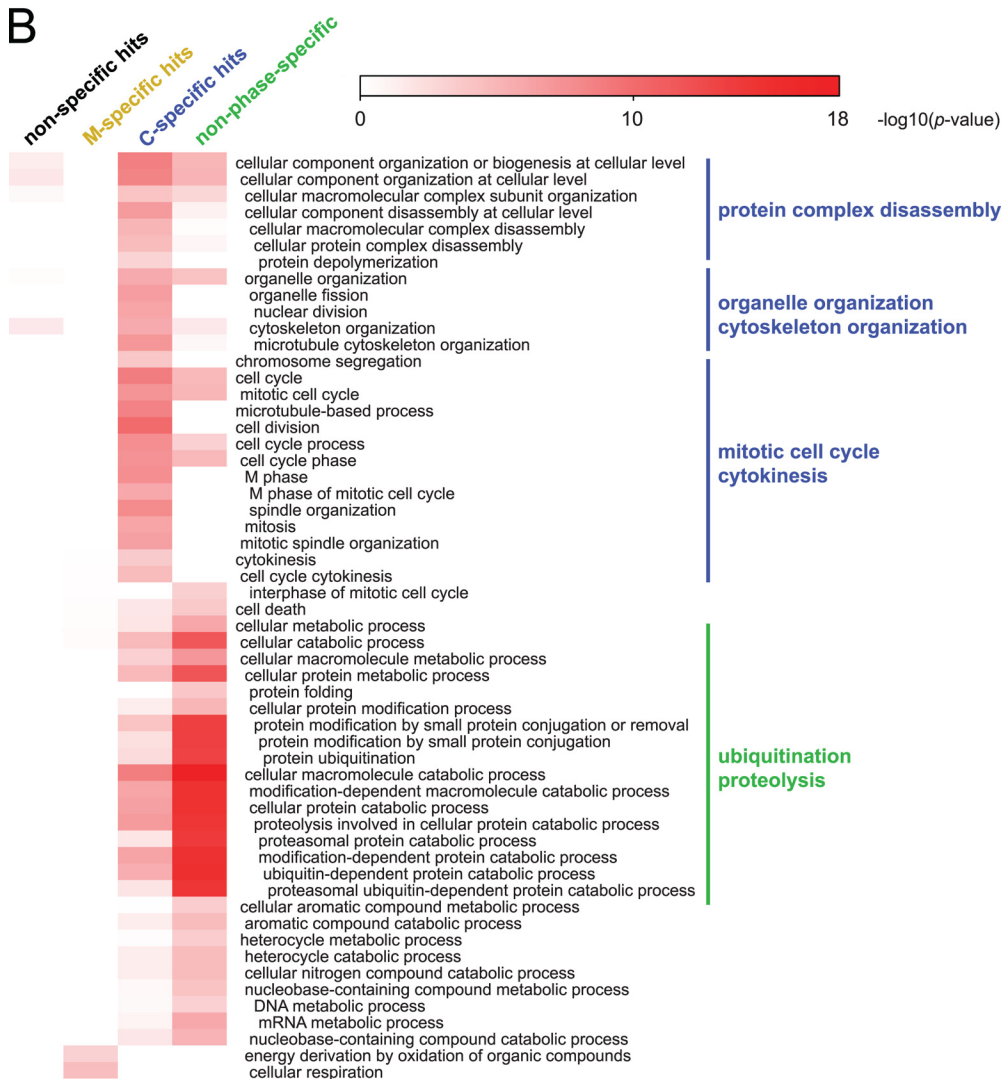 B
non-specific hits
M-specific hits
C-specific hits
non-phase-specific
0 10 18 -log10(p-value)
cellular component organization or biogenesis at cellular level
cellular component organization at cellular level
cellular macromolecular complex subunit organization
cellular component disassembly at cellular level
cellular macromolecular complex disassembly
cellular protein complex disassembly
protein depolymerization
organelle organization
organelle fission
nuclear division
cytoskeleton organization
microtubule cytoskeleton organization
chromosome segregation
cell cycle
mitotic cell cycle
microtubule-based process
cell division
cell cycle process
cell cycle phase
M phase
M phase of mitotic cell cycle
spindle organization
mitosis
mitotic spindle organization
cytokinesis
cell cycle cytokinesis
interphase of mitotic cell cycle
cell death
cellular metabolic process
cellular catabolic process
cellular macromolecule metabolic process
cellular protein metabolic process
protein folding
cellular protein modification process
protein modification by small protein conjugation or removal
protein modification by small protein conjugation
protein ubiquitination
cellular macromolecule catabolic process
modification-dependent macromolecule catabolic process
cellular protein catabolic process
proteolysis involved in cellular protein catabolic process
proteasomal protein catabolic process
modification-dependent protein catabolic process
ubiquitin-dependent protein catabolic process
proteasomal ubiquitin-dependent protein catabolic process
cellular aromatic compound metabolic process
aromatic compound catabolic process
heterocycle metabolic process
heterocycle catabolic process
cellular nitrogen compound catabolic process
nucleobase-containing compound metabolic process
DNA metabolic process
mRNA metabolic process
nucleobase-containing compound catabolic process
energy derivation by oxidation of organic compounds
cellular respiration
protein complex disassembly
organelle organization
cytoskeleton organization
mitotic cell cycle
cytokinesis
ubiquitination
proteolysis